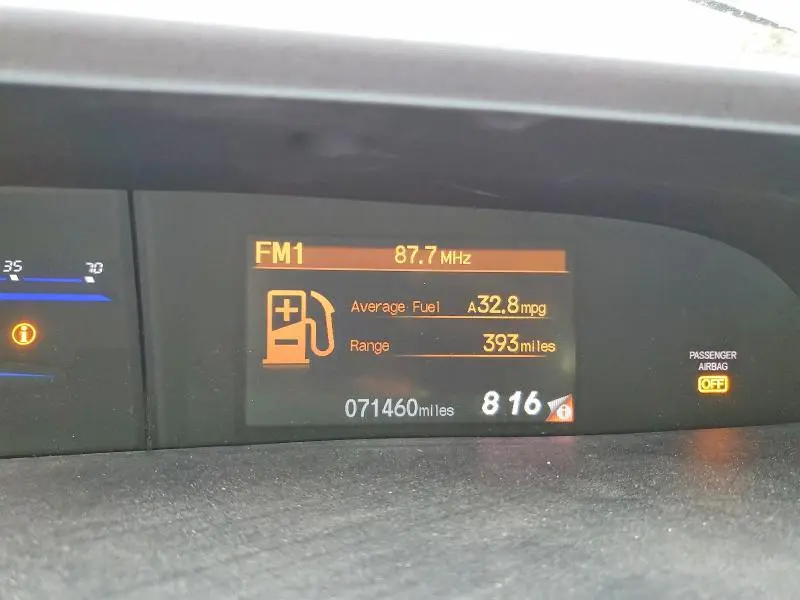 FM1 87.7 MHz
35 70
Average Fuel A32.8mpg
Range 393miles
PASSENGER
AIRBAG
OFF
071460miles 8 16